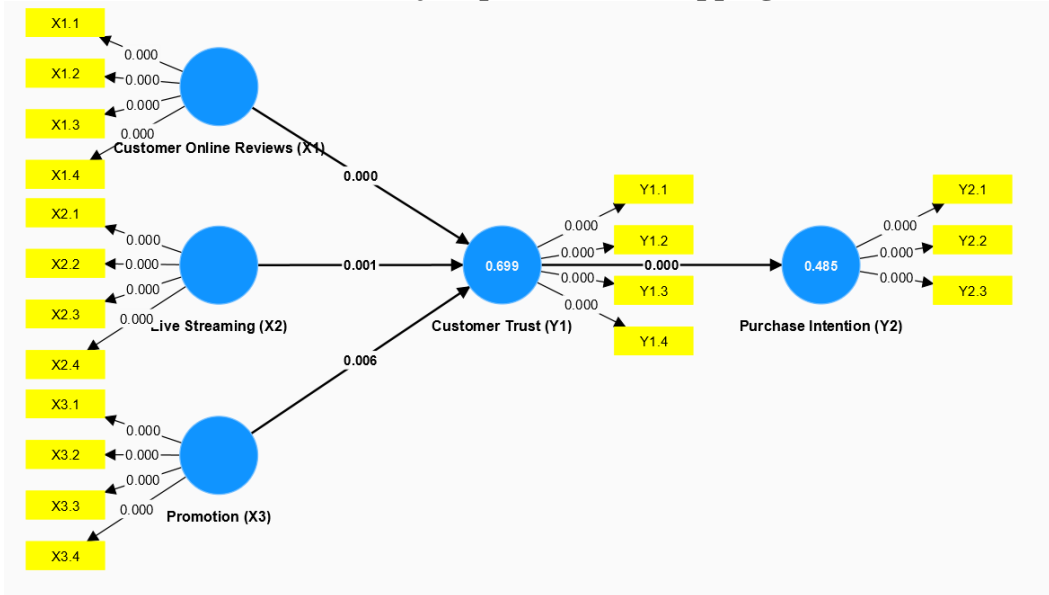 X1.1
0.000
X1.2
0.000
X1.3
0.000
0.000
X1.4
Customer Online Reviews (X1)
0.000
X2.1
0.000
X2.2
0.000
X2.3
0.000
0.000
X2.4
Live Streaming (X2)
0.001
X3.1
0.000
X3.2
0.000
X3.3
0.000
0.000
X3.4
Promotion (X3)
0.006
0.699
Customer Trust (Y1)
Y1.1
0.000
Y1.2
0.000
0.000
Y1.3
0.000
0.000
Y1.4
0.485
Purchase Intention (Y2)
Y2.1
0.000
Y2.2
0.000
Y2.3
0.000